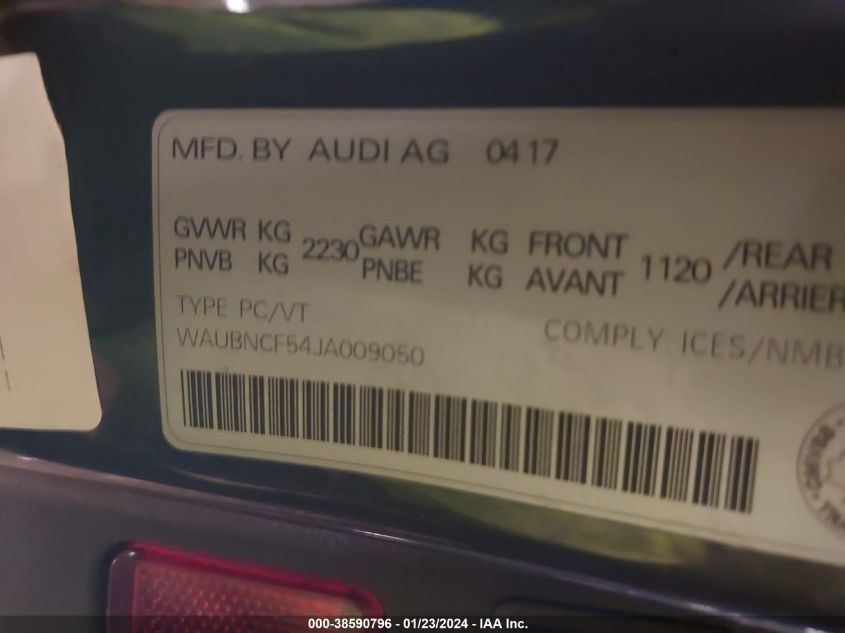 MFD. BY AUDI AG 0417
GVWR KG 2230 GAWR KG FRONT 1120 /REAR
PNVB KG PNBE KG AVANT /ARRIER
TYPE PC/VT
WAUBNCF54JA009050
COMPLY ICES/NMB
000-38590796 - 01/23/2024 - IAA Inc.